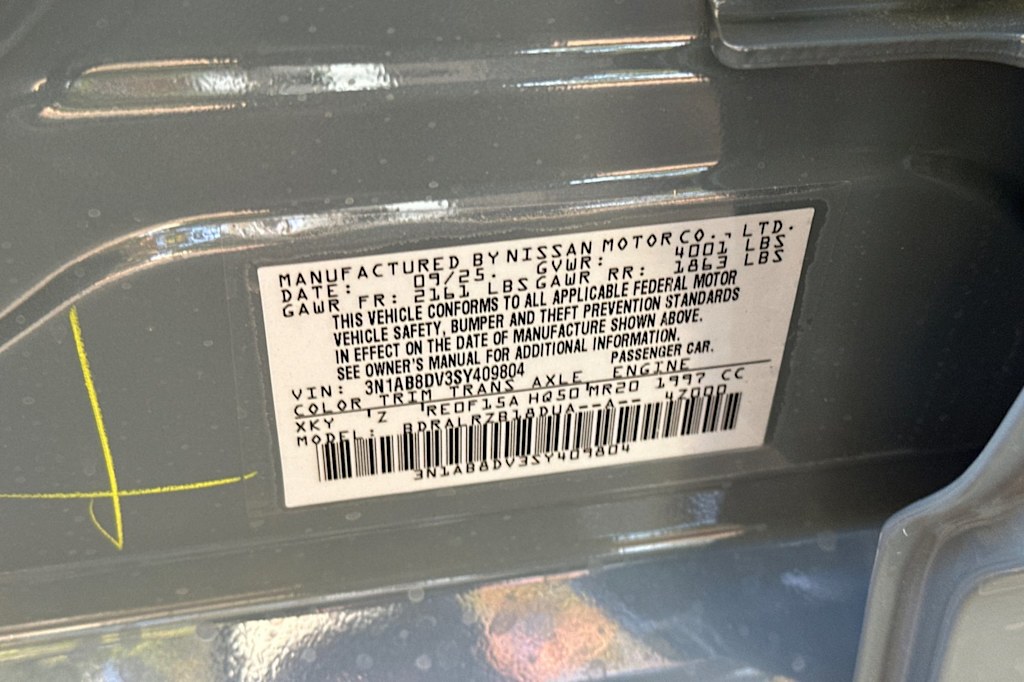 MANUFACTURED BY NISSAN MOTOR CO., LTD.
DATE: 09/25. GVWR: 4001 LBS
GAWR FR: 2161 LBS GAWR RR: 1863 LBS
THIS VEHICLE CONFORMS TO ALL APPLICABLE FEDERAL MOTOR
VEHICLE SAFETY, BUMPER AND THEFT PREVENTION STANDARDS
IN EFFECT ON THE DATE OF MANUFACTURE SHOWN ABOVE.
SEE OWNER'S MANUAL FOR ADDITIONAL INFORMATION.
VIN: 3N1AB8DV3SY409804 PASSENGER CAR.
COLOR TRIM TRANS AXLE ENGINE
XKY Z RE0F15A HQ50 MR20 1997 CC
MODEL: BDRALRZB18DUA--A-- 47000
3N1AB8DV3SY409804